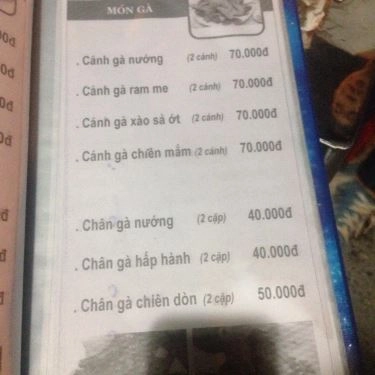 MÓN GÀ
. Cánh gà nướng (2 cánh) 70.000đ
. Cánh gà ram me (2 cánh) 70.000đ
. Cánh gà xào sả ớt (2 cánh) 70.000đ
. Cánh gà chiên mắm (2 cánh) 70.000đ
. Chân gà nướng (2 cặp) 40.000đ
. Chân gà hấp hành (2 cặp) 40.000đ
. Chân gà chiên dòn (2 cặp) 50.000đ